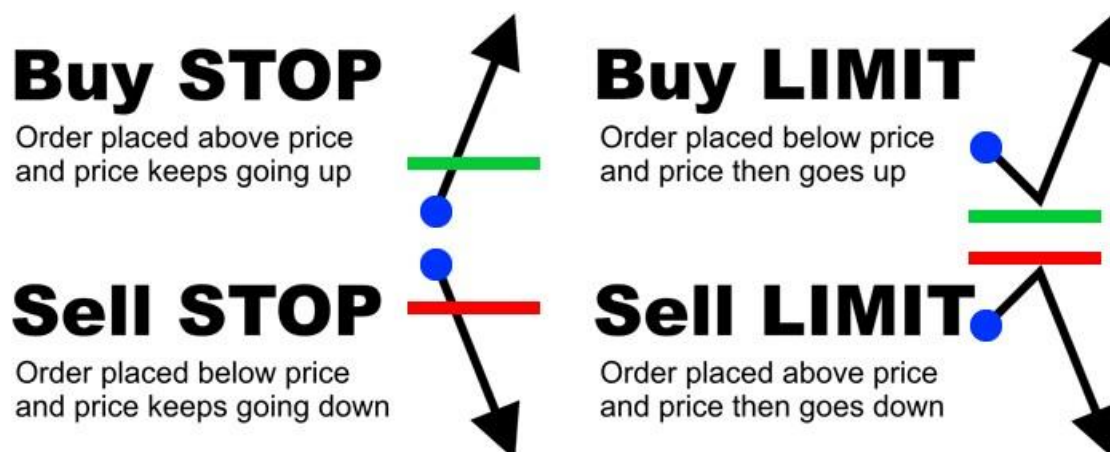 Buy STOP
Order placed above price
and price keeps going up
Buy LIMIT
Order placed below price
and price then goes up
Sell STOP
Order placed below price
and price keeps going down
Sell LIMIT
Order placed above price
and price then goes down